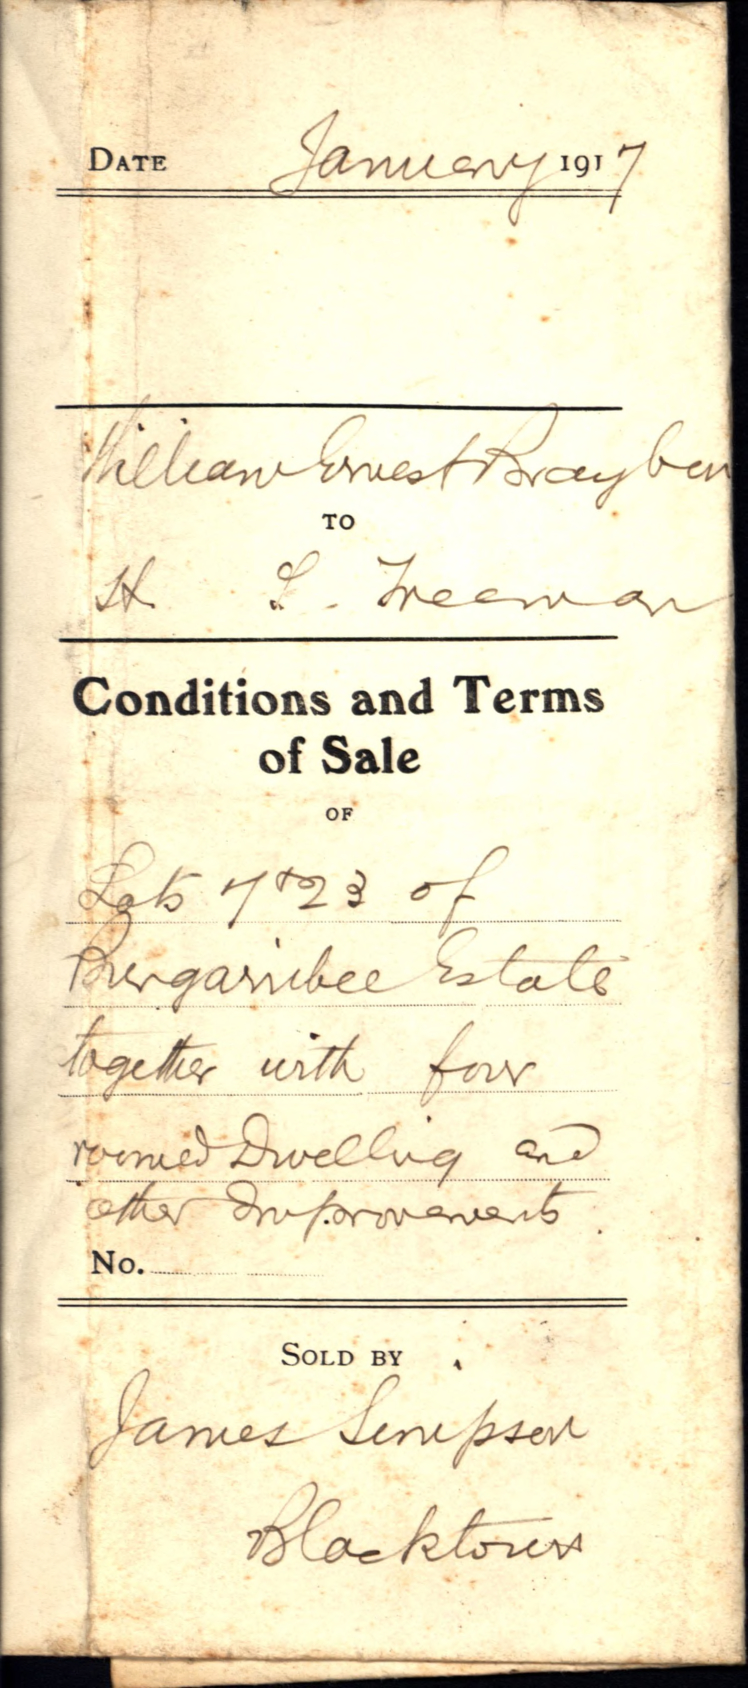 DATE January 1917
William Ernest Brayben
TO
H L. Freeman
Conditions and Terms
of Sale
OF
Lots 7 & 23 of
Bungarribee Estate
together with four
roomed Dwelling and
other Improvements.
No.
SOLD BY
James Simpson
Blacktown